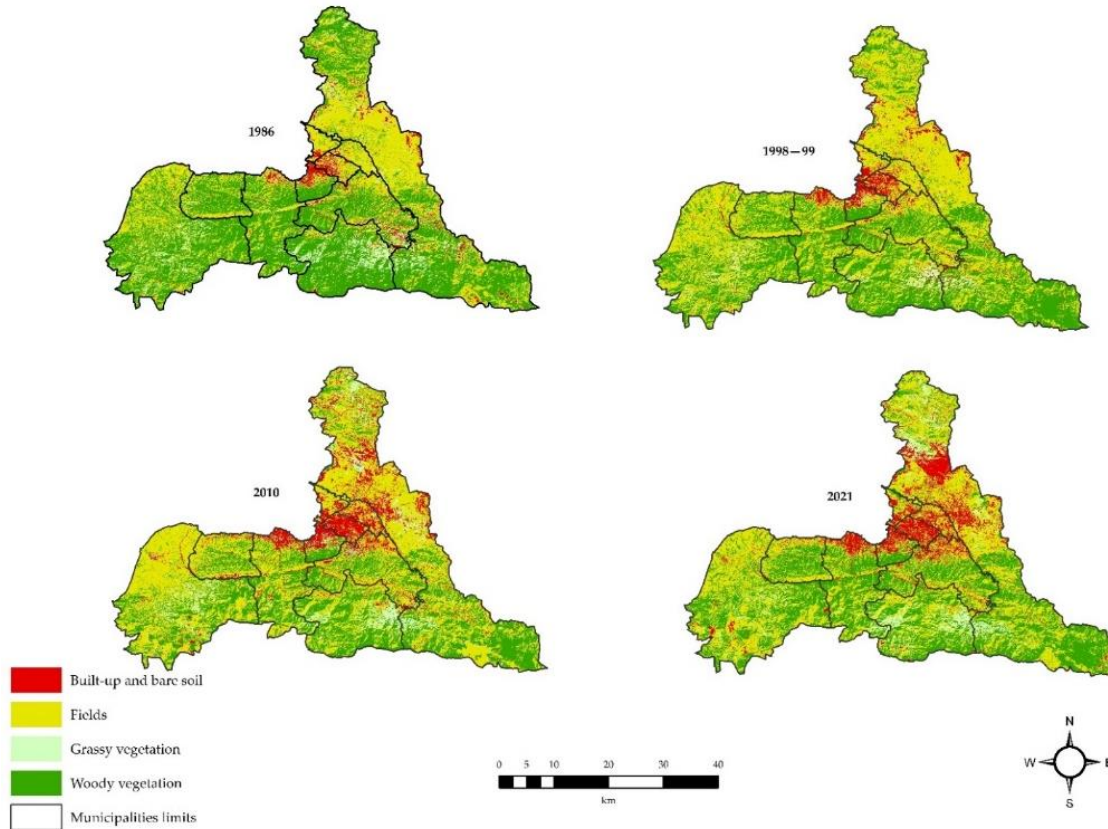 1986
1998—99
2010
2021
Built-up and bare soil
Fields
Grassy vegetation
Woody vegetation
Municipalities limits
0 5 10 20 30 40
km
N
W E
S